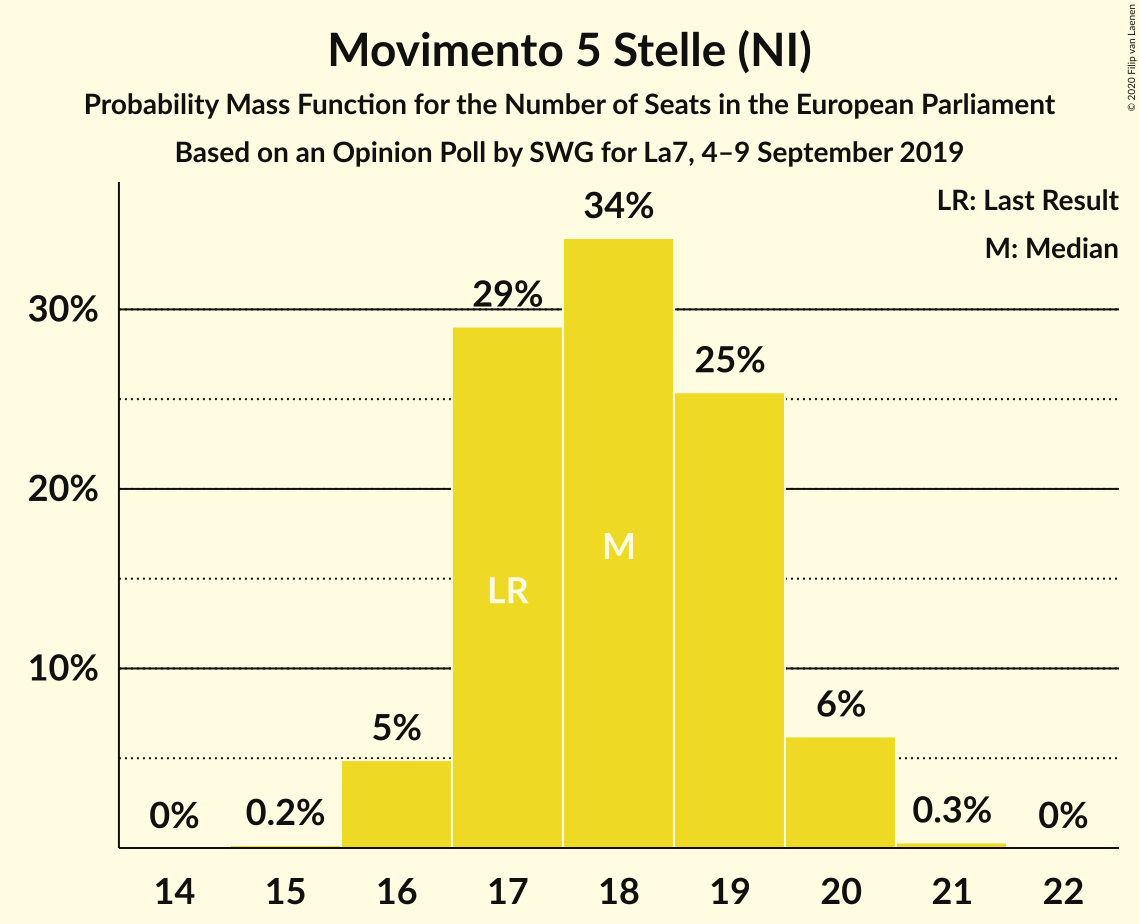 Movimento 5 Stelle (NI)
Probability Mass Function for the Number of Seats in the European Parliament
Based on an Opinion Poll by SWG for La7, 4–9 September 2019
© 2020 Filip van Laenen
LR: Last Result
M: Median
30%
20%
10%
0%
0.2%
5%
29%
34%
25%
6%
0.3%
0%
LR
M
14 15 16 17 18 19 20 21 22